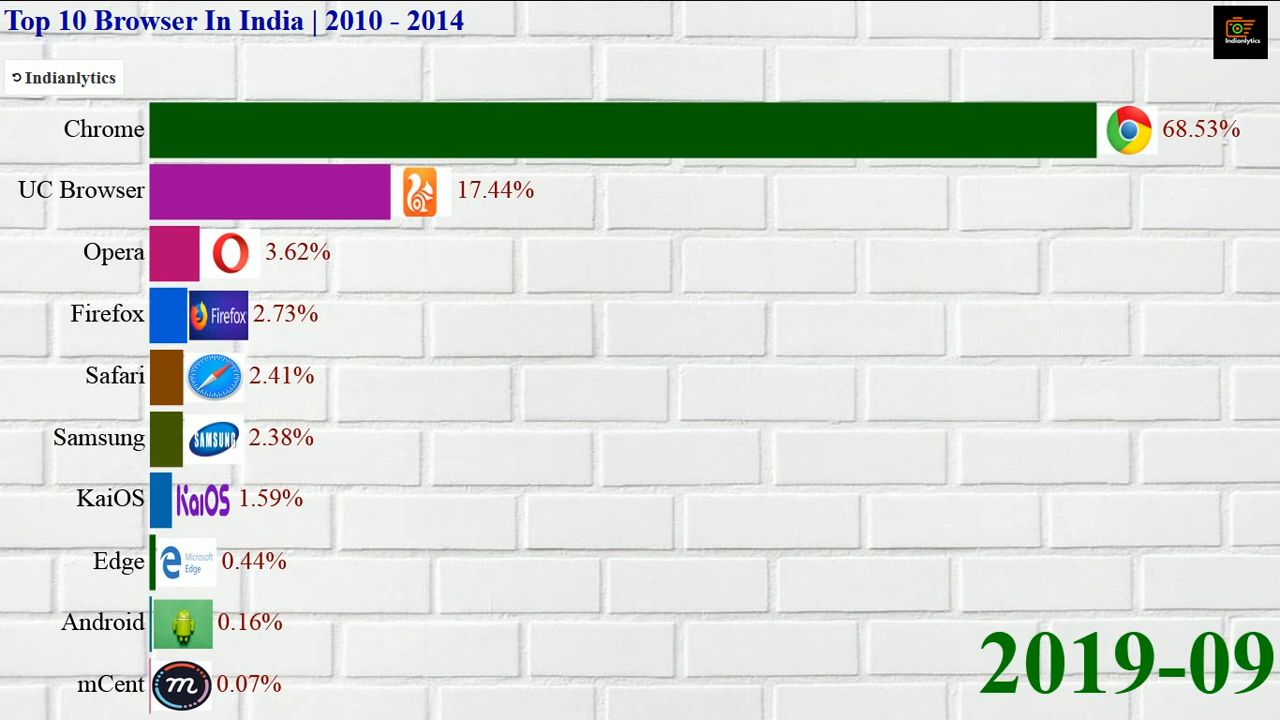 Top 10 Browser In India | 2010 - 2014
Indianlytics
Indianlytics
Chrome 68.53%
UC Browser 17.44%
Opera 3.62%
Firefox Firefox 2.73%
Safari 2.41%
Samsung SAMSUNG 2.38%
KaiOS KaiOS 1.59%
Edge Microsoft Edge 0.44%
Android 0.16%
mCent m 0.07%
2019-09